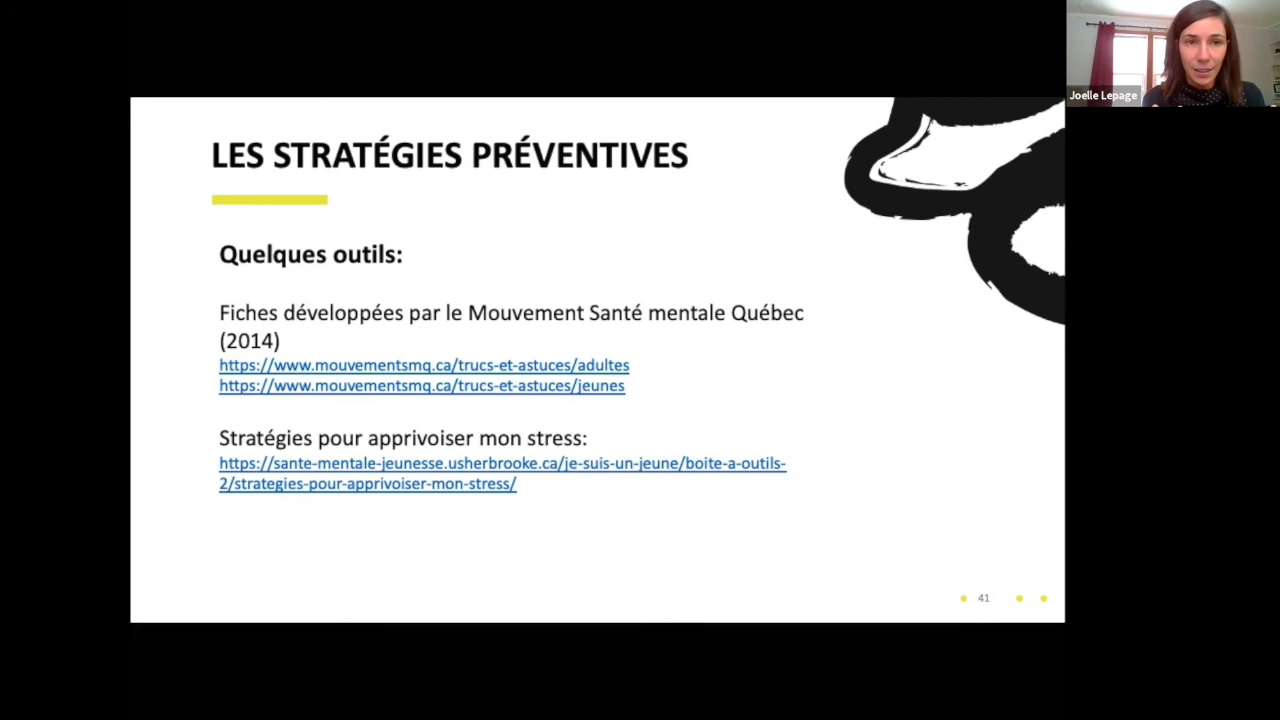 Joelle Lepage
LES STRATÉGIES PRÉVENTIVES
Quelques outils:
Fiches développées par le Mouvement Santé mentale Québec
(2014)
https://www.mouvementsmq.ca/trucs-et-astuces/adultes
https://www.mouvementsmq.ca/trucs-et-astuces/jeunes
Stratégies pour apprivoiser mon stress:
https://sante-mentale-jeunesse.usherbrooke.ca/je-suis-un-jeune/boite-a-outils-
2/strategies-pour-apprivoiser-mon-stress/
41